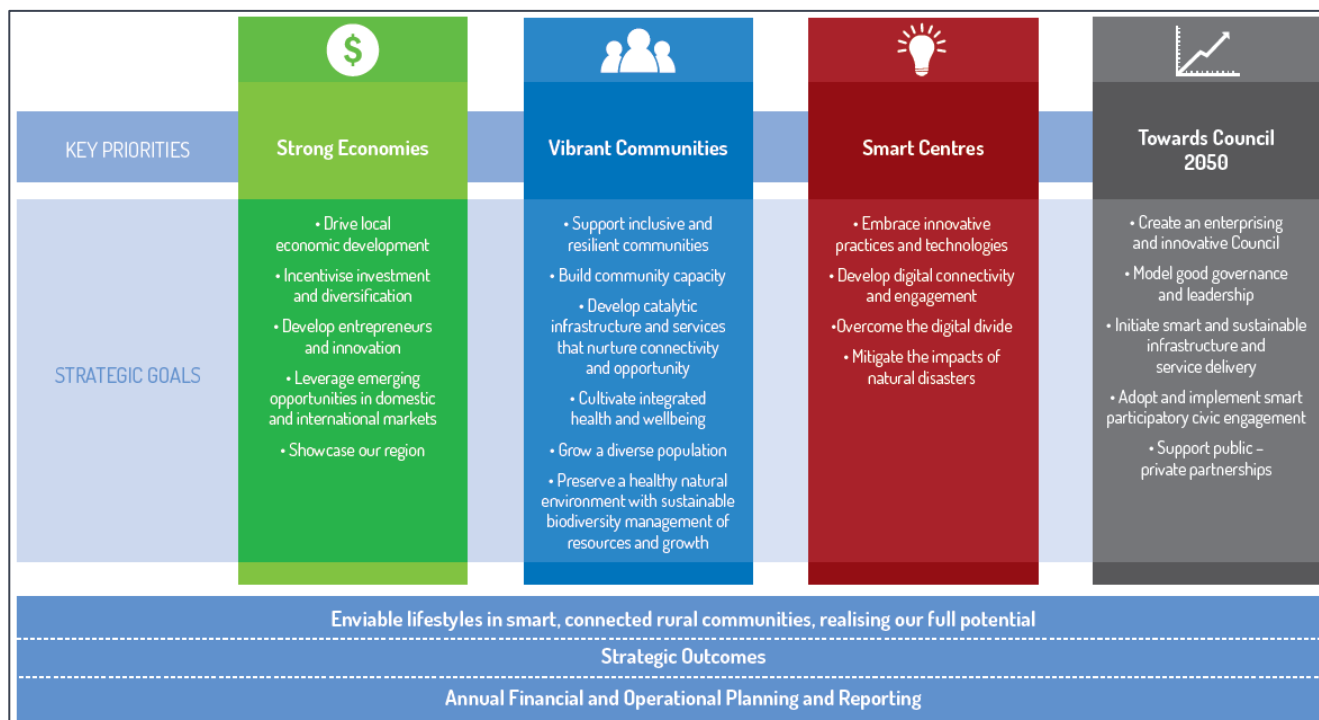 $
KEY PRIORITIES
Strong Economies
Vibrant Communities
Smart Centres
Towards Council
2050
STRATEGIC GOALS
• Drive local
economic development
• Incentivise investment
and diversification
• Develop entrepreneurs
and innovation
• Leverage emerging
opportunities in domestic
and international markets
• Showcase our region
• Support inclusive and
resilient communities
• Build community capacity
• Develop catalytic
infrastructure and services
that nurture connectivity
and opportunity
• Cultivate integrated
health and wellbeing
• Grow a diverse population
• Preserve a healthy natural
environment with sustainable
biodiversity management of
resources and growth
• Embrace innovative
practices and technologies
• Develop digital connectivity
and engagement
•Overcome the digital divide
• Mitigate the impacts of
natural disasters
• Create an enterprising
and innovative Council
• Model good governance
and leadership
• Initiate smart and sustainable
infrastructure and
service delivery
• Adopt and implement smart
participatory civic engagement
• Support public –
private partnerships
Enviable lifestyles in smart, connected rural communities, realising our full potential
Strategic Outcomes
Annual Financial and Operational Planning and Reporting